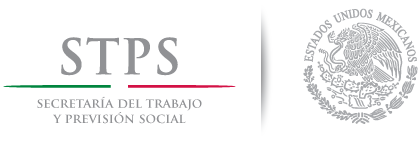 STPS
SECRETARÍA DEL TRABAJO
Y PREVISIÓN SOCIAL
ESTADOS UNIDOS MEXICANOS